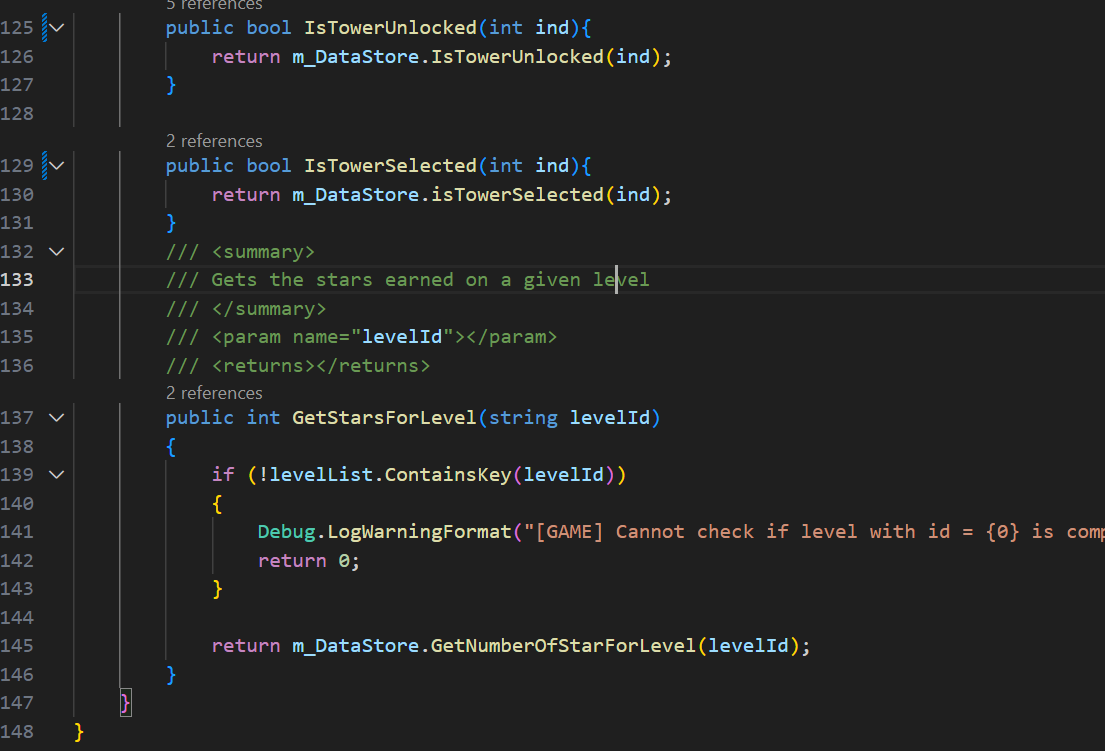 5 references
125 public bool IsTowerUnlocked(int ind){
126 return m_DataStore.IsTowerUnlocked(ind);
127 }
128
2 references
129 public bool IsTowerSelected(int ind){
130 return m_DataStore.isTowerSelected(ind);
131 }
132 /// <summary>
133 /// Gets the stars earned on a given level
134 /// </summary>
135 /// <param name="levelId"></param>
136 /// <returns></returns>
2 references
137 public int GetStarsForLevel(string levelId)
138 {
139 if (!levelList.ContainsKey(levelId))
140 {
141 Debug.LogWarningFormat("[GAME] Cannot check if level with id = {0} is comp
142 return 0;
143 }
144
145 return m_DataStore.GetNumberOfStarForLevel(levelId);
146 }
147 }
148 }